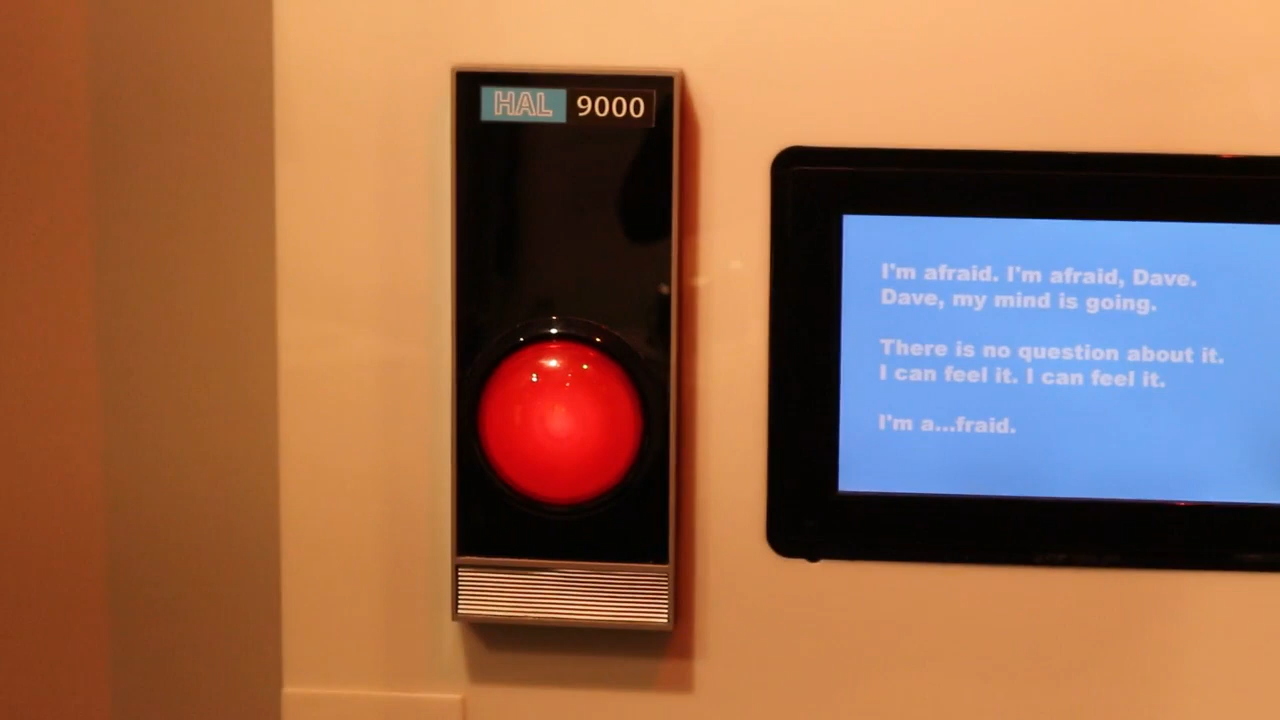 HAL 9000
I'm afraid. I'm afraid, Dave.
Dave, my mind is going.
There is no question about it.
I can feel it. I can feel it.
I'm a...fraid.